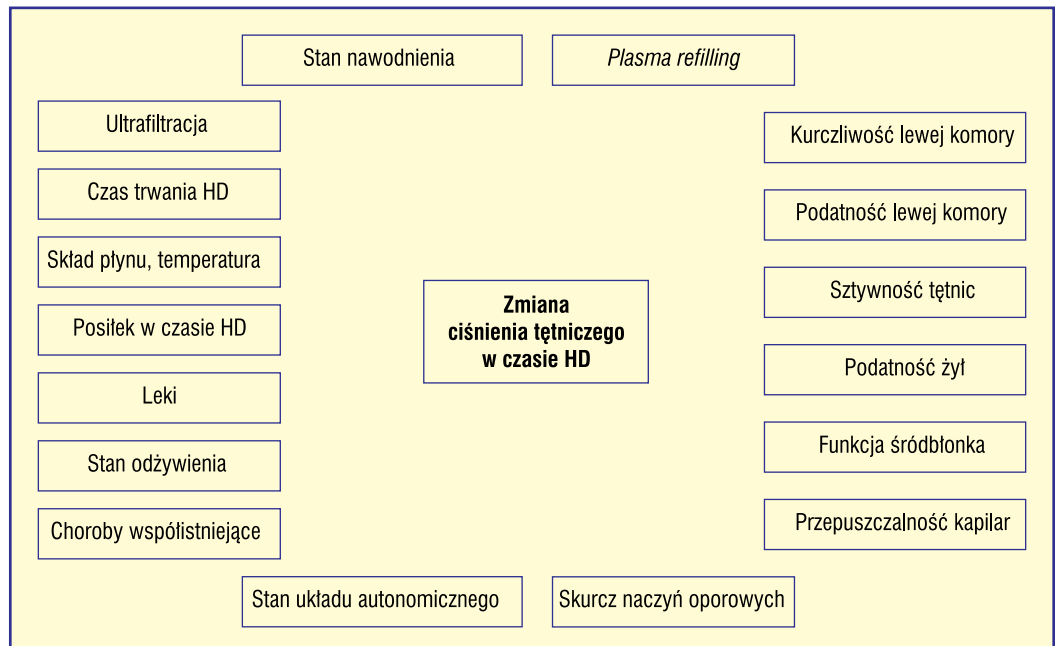 Stan nawodnienia
Plasma refilling
Ultrafiltracja
Czas trwania HD
Skład płynu, temperatura
Posiłek w czasie HD
Leki
Stan odżywienia
Choroby współistniejące
Zmiana
ciśnienia tętniczego
w czasie HD
Kurczliwość lewej komory
Podatność lewej komory
Sztywność tętnic
Podatność żył
Funkcja śródbłonka
Przepuszczalność kapilar
Stan układu autonomicznego
Skurcz naczyń oporowych